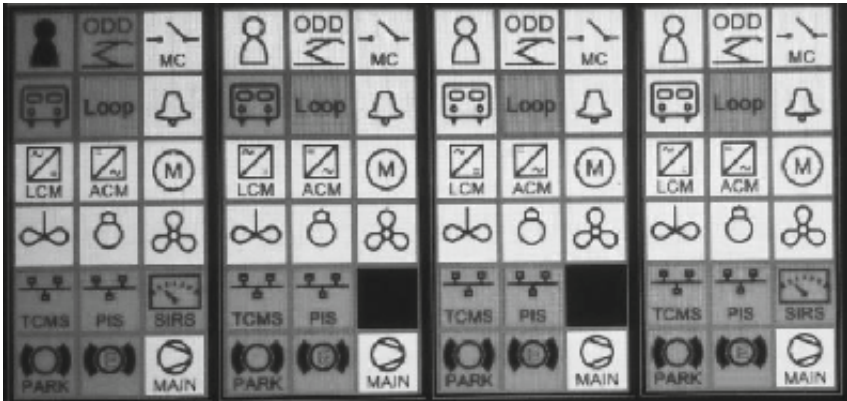 ODD
MC
Loop
M
LCM ACM
TCMS PIS SIRS
PARK MAIN
ODD
MC
Loop
M
LCM ACM
TCMS PIS
PARK MAIN
ODD
MC
Loop
M
LCM ACM
TCMS PIS
PARK MAIN
ODD
MC
Loop
M
LCM ACM
TCMS PIS SIRS
PARK MAIN